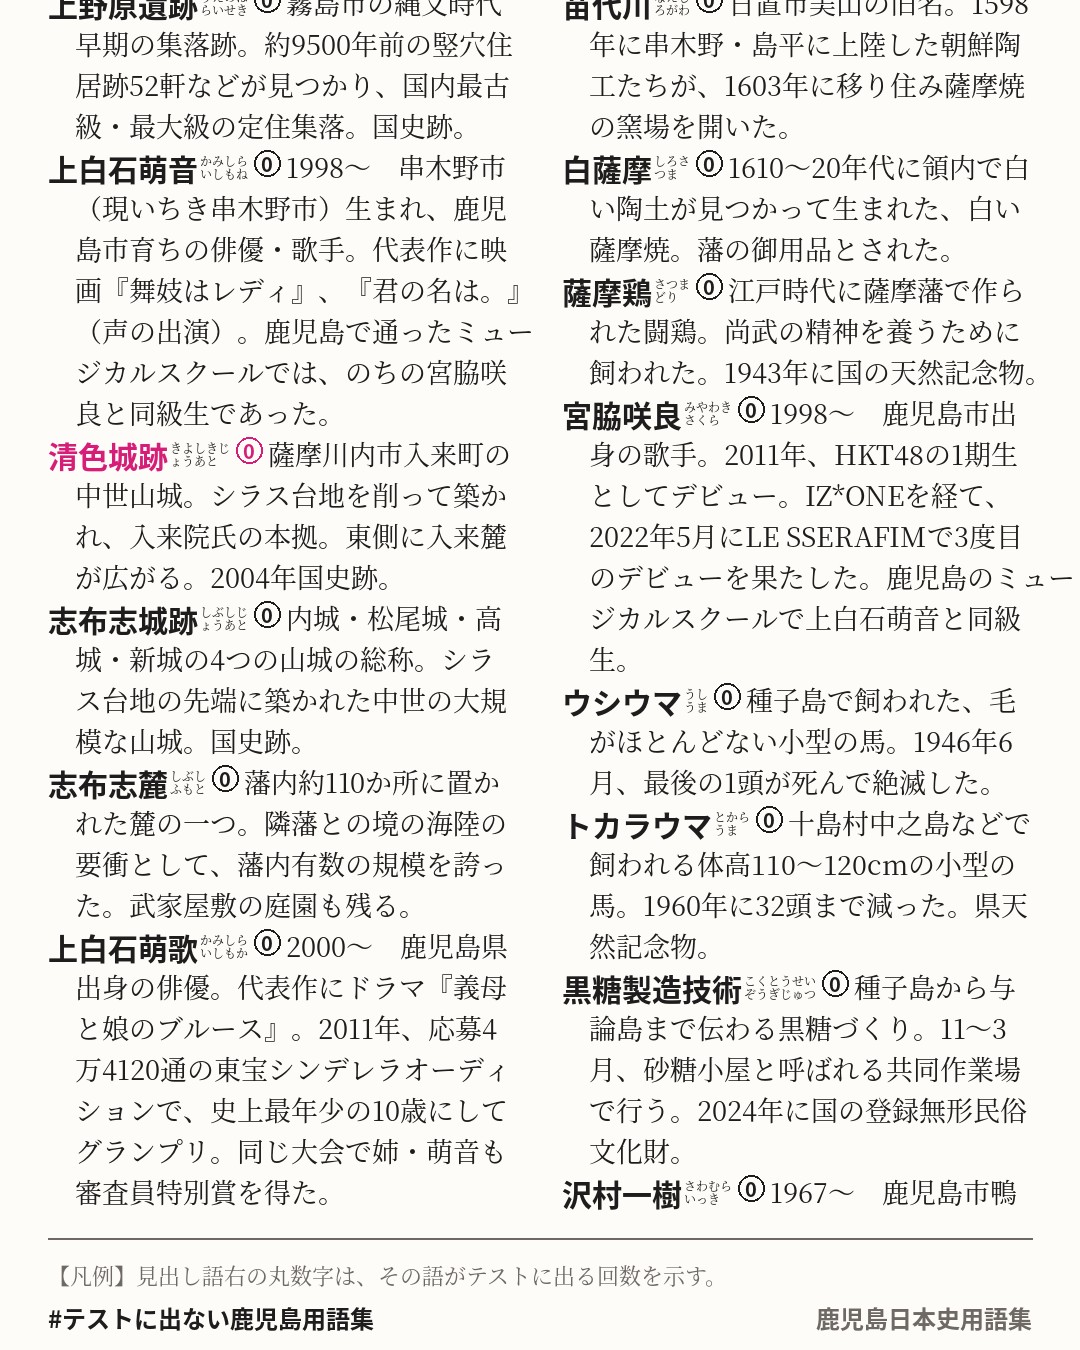 上野原遺跡 らいせき ⓪ 霧島市の縄文時代
早期の集落跡。約9500年前の竪穴住
居跡52軒などが見つかり、国内最古
級・最大級の定住集落。国史跡。
上白石萌音 かみしらいしもね ⓪ 1998〜　串木野市
（現いちき串木野市）生まれ、鹿児
島市育ちの俳優・歌手。代表作に映
画『舞妓はレディ』、『君の名は。』
（声の出演）。鹿児島で通ったミュー
ジカルスクールでは、のちの宮脇咲
良と同級生であった。
清色城跡 きよしきじょうあと ⓪ 薩摩川内市入来町の
中世山城。シラス台地を削って築か
れ、入来院氏の本拠。東側に入来麓
が広がる。2004年国史跡。
志布志城跡 しぶしじょうあと ⓪ 内城・松尾城・高
城・新城の4つの山城の総称。シラ
ス台地の先端に築かれた中世の大規
模な山城。国史跡。
志布志麓 しぶしふもと ⓪ 藩内約110か所に置か
れた麓の一つ。隣藩との境の海陸の
要衝として、藩内有数の規模を誇っ
た。武家屋敷の庭園も残る。
上白石萌歌 かみしらいしもか ⓪ 2000〜　鹿児島県
出身の俳優。代表作にドラマ『義母
と娘のブルース』。2011年、応募4
万4120通の東宝シンデレラオーディ
ションで、史上最年少の10歳にして
グランプリ。同じ大会で姉・萌音も
審査員特別賞を得た。
苗代川 ろがわ ⓪ 日置市美山の旧名。1598
年に串木野・島平に上陸した朝鮮陶
工たちが、1603年に移り住み薩摩焼
の窯場を開いた。
白薩摩 しろさつま ⓪ 1610〜20年代に領内で白
い陶土が見つかって生まれた、白い
薩摩焼。藩の御用品とされた。
薩摩鶏 さつまどり ⓪ 江戸時代に薩摩藩で作ら
れた闘鶏。尚武の精神を養うために
飼われた。1943年に国の天然記念物。
宮脇咲良 みやわきさくら ⓪ 1998〜　鹿児島市出
身の歌手。2011年、HKT48の1期生
としてデビュー。IZ*ONEを経て、
2022年5月にLE SSERAFIMで3度目
のデビューを果たした。鹿児島のミュー
ジカルスクールで上白石萌音と同級
生。
ウシウマ うしうま ⓪ 種子島で飼われた、毛
がほとんどない小型の馬。1946年6
月、最後の1頭が死んで絶滅した。
トカラウマ とからうま ⓪ 十島村中之島などで
飼われる体高110〜120cmの小型の
馬。1960年に32頭まで減った。県天
然記念物。
黒糖製造技術 こくとうせいぞうぎじゅつ ⓪ 種子島から与
論島まで伝わる黒糖づくり。11〜3
月、砂糖小屋と呼ばれる共同作業場
で行う。2024年に国の登録無形民俗
文化財。
沢村一樹 さわむらいっき ⓪ 1967〜　鹿児島市鴨
【凡例】見出し語右の丸数字は、その語がテストに出る回数を示す。
#テストに出ない鹿児島用語集
鹿児島日本史用語集